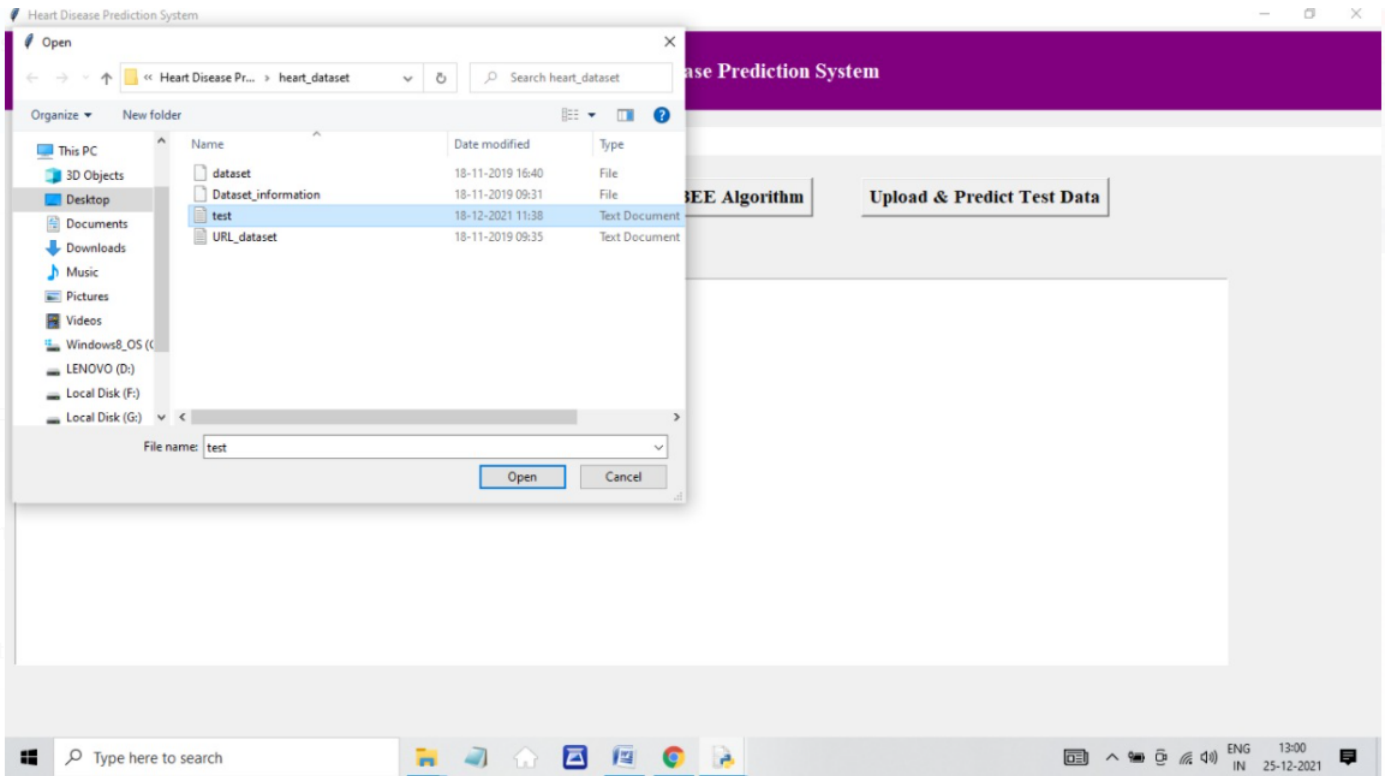 Heart Disease Prediction System
Open
« Heart Disease Pr... › heart_dataset
Search heart_dataset
ase Prediction System
Organize
New folder
Name Date modified Type
This PC
3D Objects
Desktop
Documents
Downloads
Music
Pictures
Videos
Windows8_OS (C
LENOVO (D:)
Local Disk (F:)
Local Disk (G:)
dataset 18-11-2019 16:40 File
Dataset_information 18-11-2019 09:31 File
test 18-12-2021 11:38 Text Document
URL_dataset 18-11-2019 09:35 Text Document
BEE Algorithm
Upload & Predict Test Data
File name: test
Open Cancel
Type here to search
ENG 13:00
IN 25-12-2021